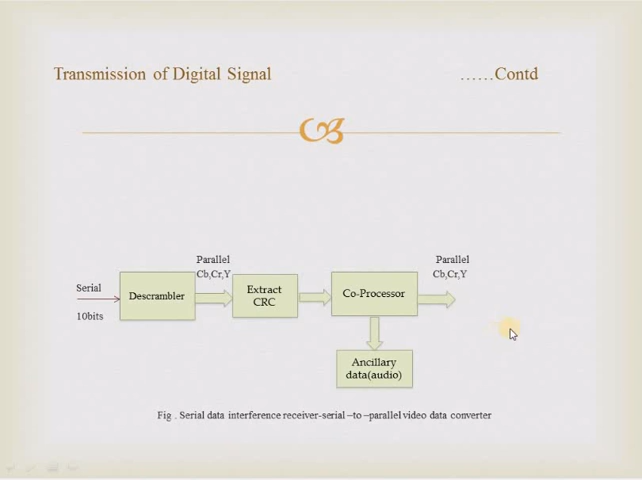 Transmission of Digital Signal ......Contd
Parallel
Cb,Cr,Y
Parallel
Cb,Cr,Y
Serial
10bits
Descrambler
Extract
CRC
Co-Processor
Ancillary
data(audio)
Fig . Serial data interference receiver-serial –to –parallel video data converter